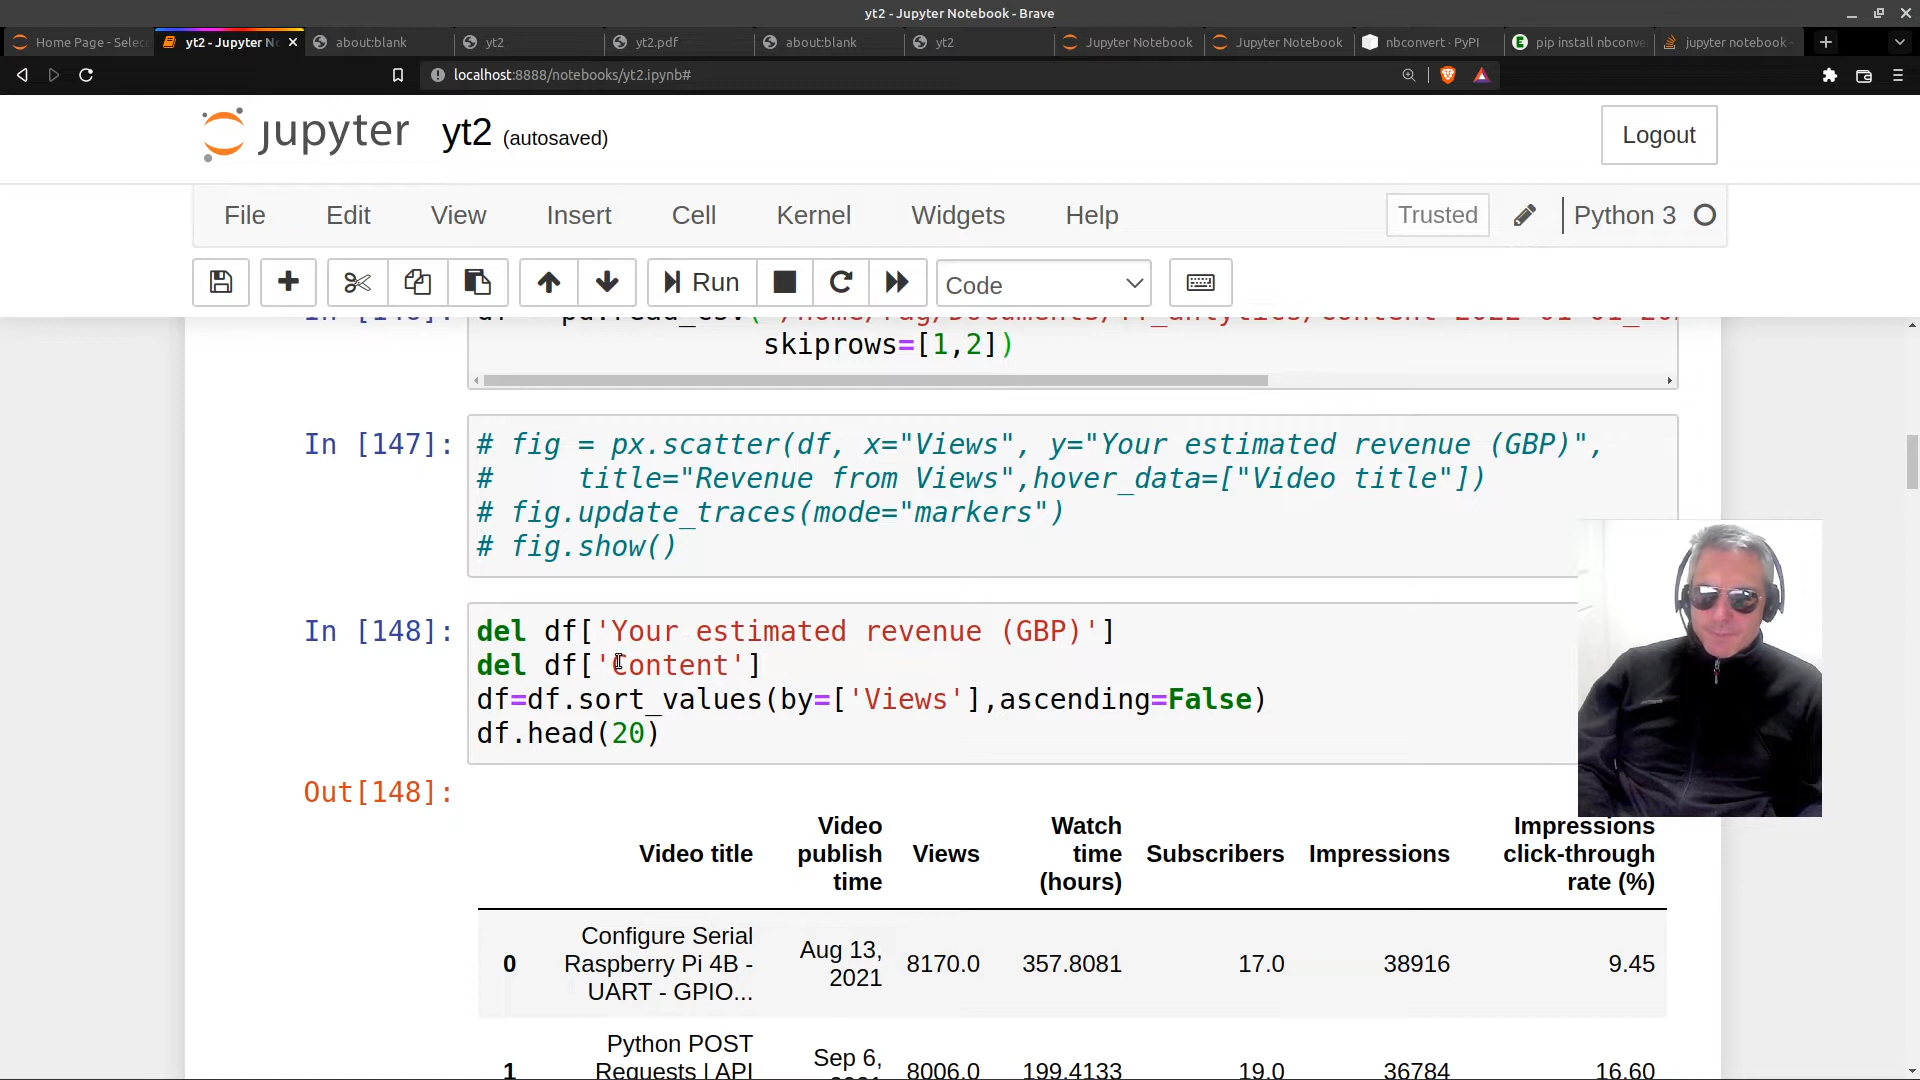 yt2 - Jupyter Notebook - Brave
Home Page - Selec
yt2 - Jupyter No
about:blank
yt2
yt2.pdf
about:blank
yt2
Jupyter Notebook
Jupyter Notebook
nbconvert · PyPI
pip install nbconve
jupyter notebook -
localhost:8888/notebooks/yt2.ipynb#
jupyter yt2 (autosaved)
Logout
File Edit View Insert Cell Kernel Widgets Help
Trusted
Python 3
Run
Code
skiprows=[1,2])
In [147]:
# fig = px.scatter(df, x="Views", y="Your estimated revenue (GBP)",
#     title="Revenue from Views",hover_data=["Video title"])
# fig.update_traces(mode="markers")
# fig.show()
In [148]:
del df['Your estimated revenue (GBP)']
del df['Content']
df=df.sort_values(by=['Views'],ascending=False)
df.head(20)
Out[148]:
Video title
Video publish time
Views
Watch time (hours)
Subscribers
Impressions
Impressions click-through rate (%)
0
Configure Serial
Raspberry Pi 4B -
UART - GPIO...
Aug 13,
2021
8170.0 357.8081 17.0 38916 9.45
1
Python POST
Requests | API
Sep 6,
8006.0 199.4133 19.0 36784 16.60